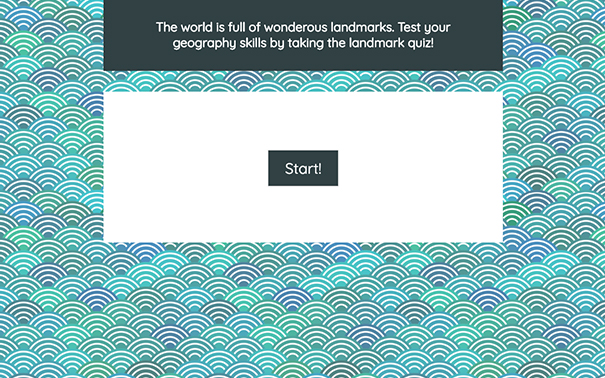 The world is full of wonderous landmarks. Test your
geography skills by taking the landmark quiz!
Start!